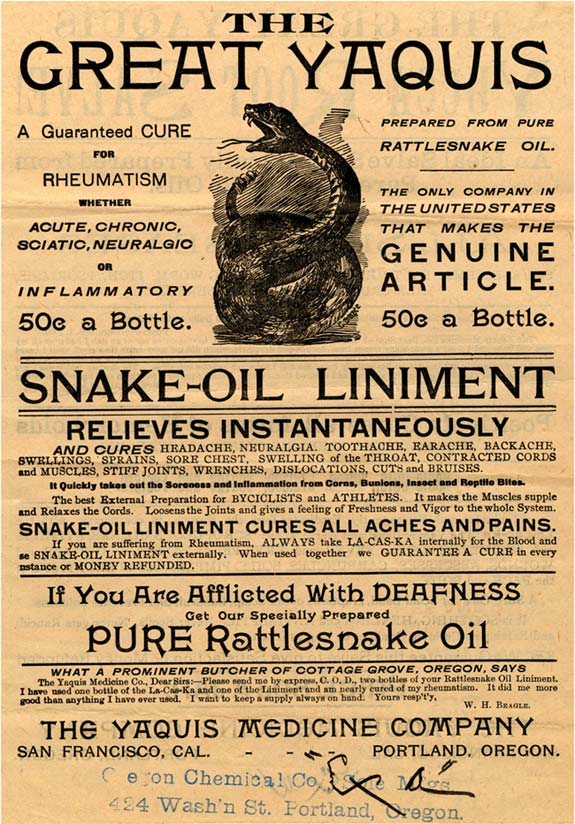 THE
GREAT YAQUIS
A Guaranteed CURE
FOR
RHEUMATISM
WHETHER
ACUTE, CHRONIC,
SCIATIC, NEURALGIC
OR
INFLAMMATORY
50c a Bottle.
PREPARED FROM PURE
RATTLESNAKE OIL.
THE ONLY COMPANY IN
THE UNITED STATES
THAT MAKES THE
GENUINE
ARTICLE.
50c a Bottle.
SNAKE-OIL LINIMENT
RELIEVES INSTANTANEOUSLY
AND CURES HEADACHE, NEURALGIA. TOOTHACHE, EARACHE, BACKACHE,
SWELLINGS, SPRAINS, SORE CHEST, SWELLING of the THROAT, CONTRACTED CORDS
and MUSCLES, STIFF JOINTS, WRENCHES, DISLOCATIONS, CUTS and BRUISES.
It Quickly takes out the Soreness and Inflammation from Corns, Bunions, Insect and Reptile Bites.
The best External Preparation for BYCICLISTS and ATHLETES. It makes the Muscles supple
and Relaxes the Cords. Loosens the Joints and gives a feeling of Freshness and Vigor to the whole System.
SNAKE-OIL LINIMENT CURES ALL ACHES AND PAINS.
If you are suffering from Rheumatism, ALWAYS take LA-CAS-KA internally for the Blood and
se SNAKE-OIL LINIMENT externally. When used together we GUARANTEE A CURE in every
nstance or MONEY REFUNDED.
If You Are Afflicted With DEAFNESS
Get Our Specially Prepared
PURE Rattlesnake Oil
WHAT A PROMINENT BUTCHER OF COTTAGE GROVE, OREGON, SAYS
The Yaquis Medicine Co., Dear Sirs:—Please send me by express, C. O. D., two bottles of your Rattlesnake Oil Liniment.
I have used one bottle of the La-Cas-Ka and one of the Liniment and am nearly cured of my rheumatism. It did me more
good than anything I have ever used. I want to keep a supply always on hand. Yours resp't'y,
W. H. BEAGLE.
THE YAQUIS MEDICINE COMPANY
SAN FRANCISCO, CAL. - - - PORTLAND, OREGON.
Oregon Chemical Co., Sole Mfgs.
424 Wash'n St. Portland, Oregon.